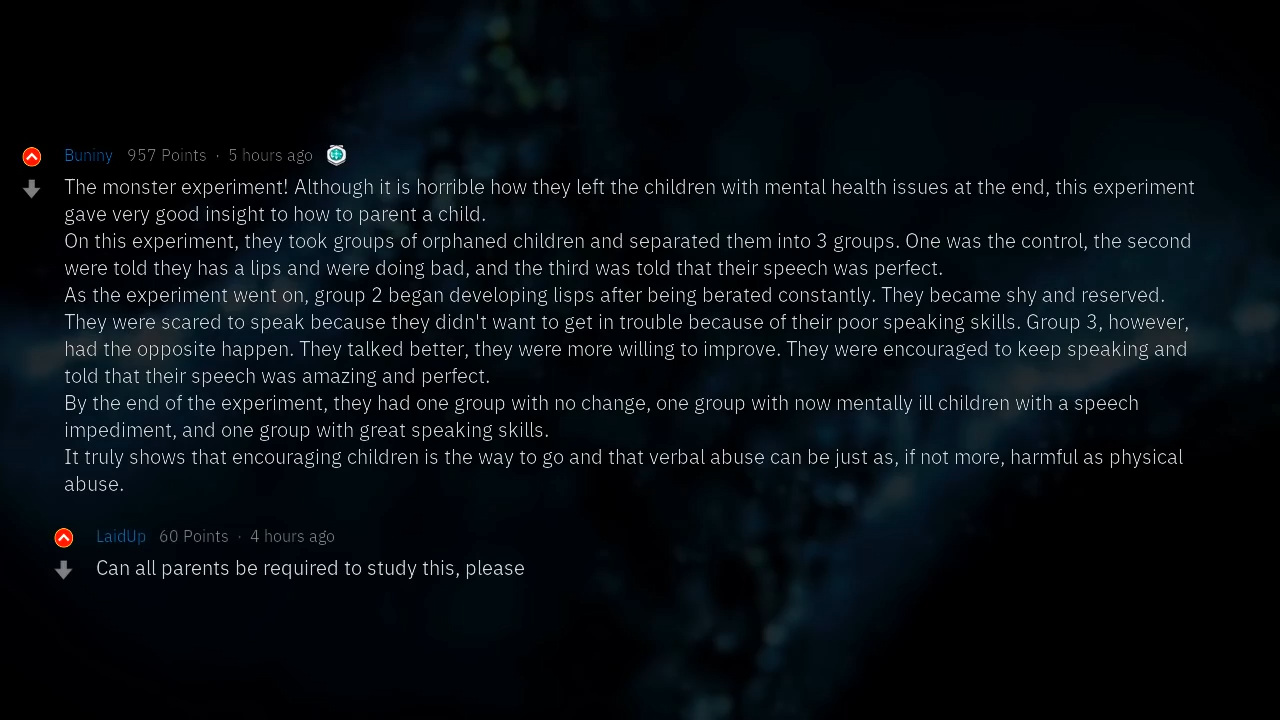 Buniny 957 Points · 5 hours ago
The monster experiment! Although it is horrible how they left the children with mental health issues at the end, this experiment
gave very good insight to how to parent a child.
On this experiment, they took groups of orphaned children and separated them into 3 groups. One was the control, the second
were told they has a lips and were doing bad, and the third was told that their speech was perfect.
As the experiment went on, group 2 began developing lisps after being berated constantly. They became shy and reserved.
They were scared to speak because they didn't want to get in trouble because of their poor speaking skills. Group 3, however,
had the opposite happen. They talked better, they were more willing to improve. They were encouraged to keep speaking and
told that their speech was amazing and perfect.
By the end of the experiment, they had one group with no change, one group with now mentally ill children with a speech
impediment, and one group with great speaking skills.
It truly shows that encouraging children is the way to go and that verbal abuse can be just as, if not more, harmful as physical
abuse.
LaidUp 60 Points · 4 hours ago
Can all parents be required to study this, please